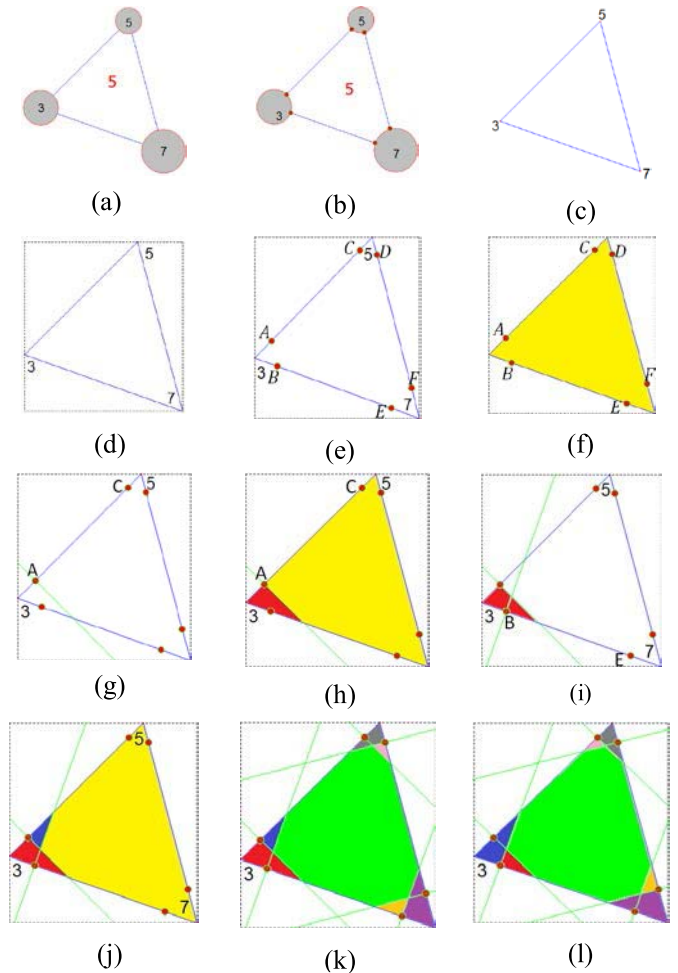 5 5 5
5 5
3 3 3
7 7 7
(a) (b) (c)
5 C 5 D C D
A A
3 3 B B
7 E F 7 E F
(d) (e) (f)
C 5 C 5 5
A A
3 3 3 B
E 7
(g) (h) (i)
5
3 3 3
7
(j) (k) (l)